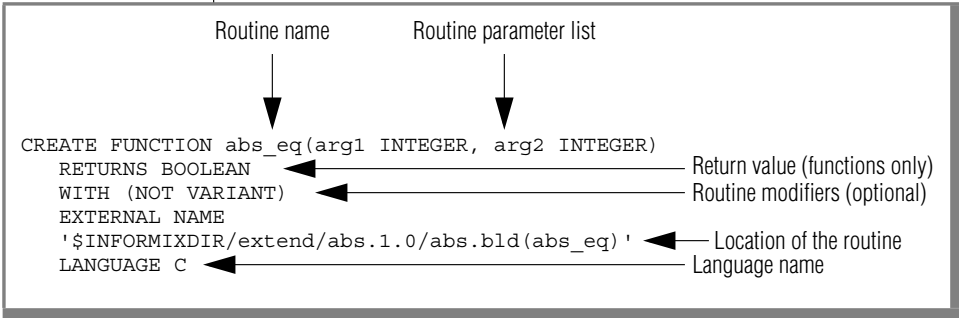 Routine name Routine parameter list
CREATE FUNCTION abs_eq(arg1 INTEGER, arg2 INTEGER)
RETURNS BOOLEAN Return value (functions only)
WITH (NOT VARIANT) Routine modifiers (optional)
EXTERNAL NAME
'$INFORMIXDIR/extend/abs.1.0/abs.bld(abs_eq)' Location of the routine
LANGUAGE C Language name